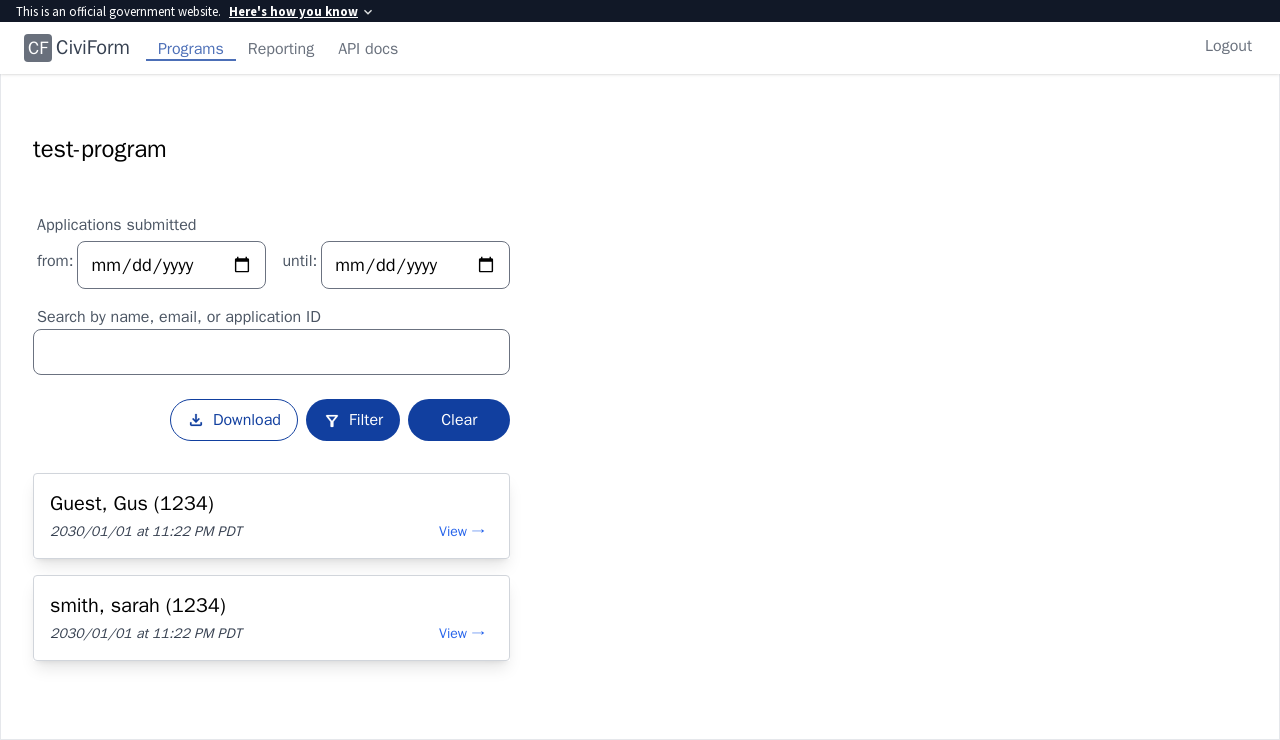 This is an official government website. Here's how you know
CF CiviForm Programs Reporting API docs Logout
test-program
Applications submitted
from: mm/dd/yyyy until: mm/dd/yyyy
Search by name, email, or application ID
Download Filter Clear
Guest, Gus (1234)
2030/01/01 at 11:22 PM PDT View →
smith, sarah (1234)
2030/01/01 at 11:22 PM PDT View →